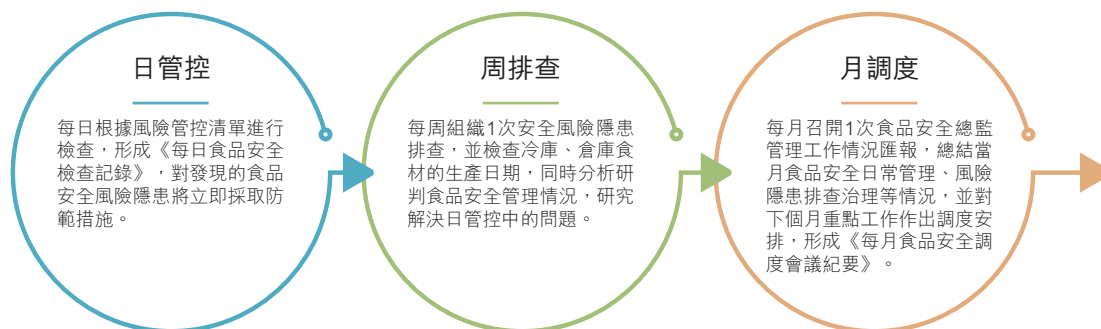 日管控
每日根據風險管控清單進行
檢查，形成《每日食品安全
檢查記錄》，對發現的食品
安全風險隱患將立即採取防
範措施。
周排查
每周組織1次安全風險隱患
排查，並檢查冷庫、倉庫食
材的生產日期，同時分析研
判食品安全管理情況，研究
解決日管控中的問題。
月調度
每月召開1次食品安全總監
管理工作情況匯報，總結當
月食品安全日常管理、風險
隱患排查治理等情況，並對
下個月重點工作作出調度安
排，形成《每月食品安全調
度會議紀要》。